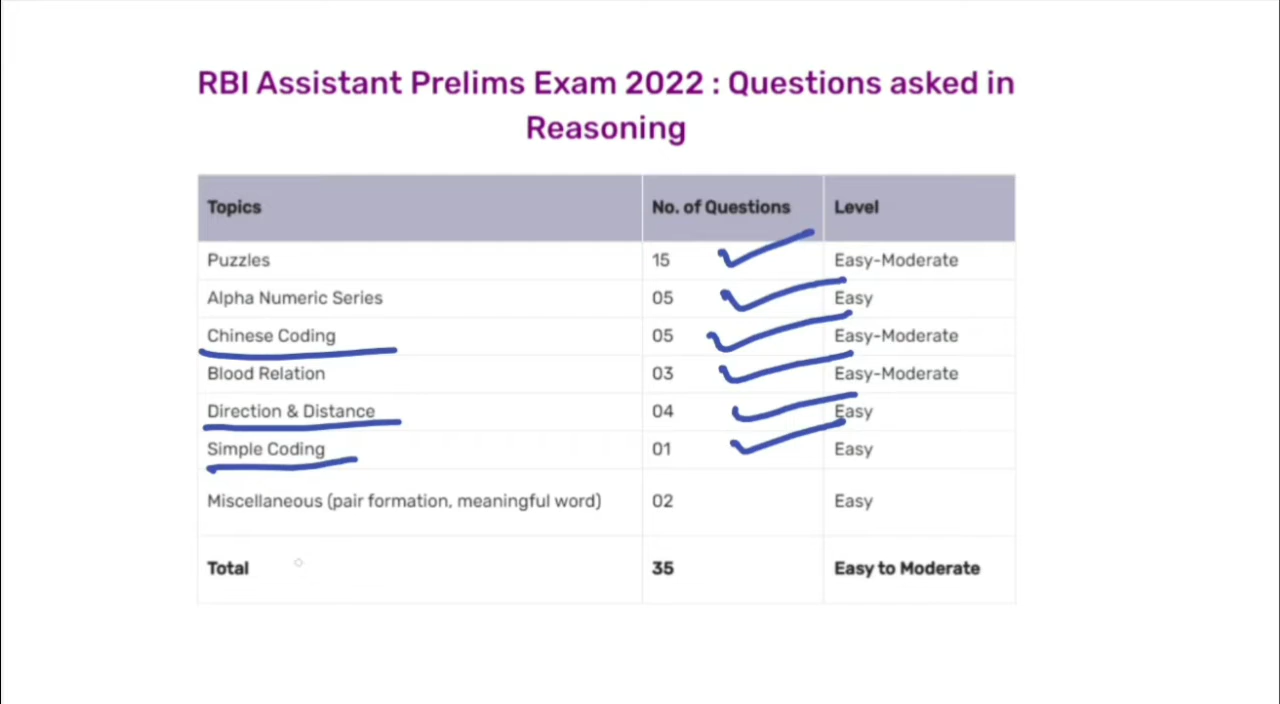 RBI Assistant Prelims Exam 2022 : Questions asked in
Reasoning
Topics No. of Questions Level
Puzzles 15 Easy-Moderate
Alpha Numeric Series 05 Easy
Chinese Coding 05 Easy-Moderate
Blood Relation 03 Easy-Moderate
Direction & Distance 04 Easy
Simple Coding 01 Easy
Miscellaneous (pair formation, meaningful word) 02 Easy
Total 35 Easy to Moderate